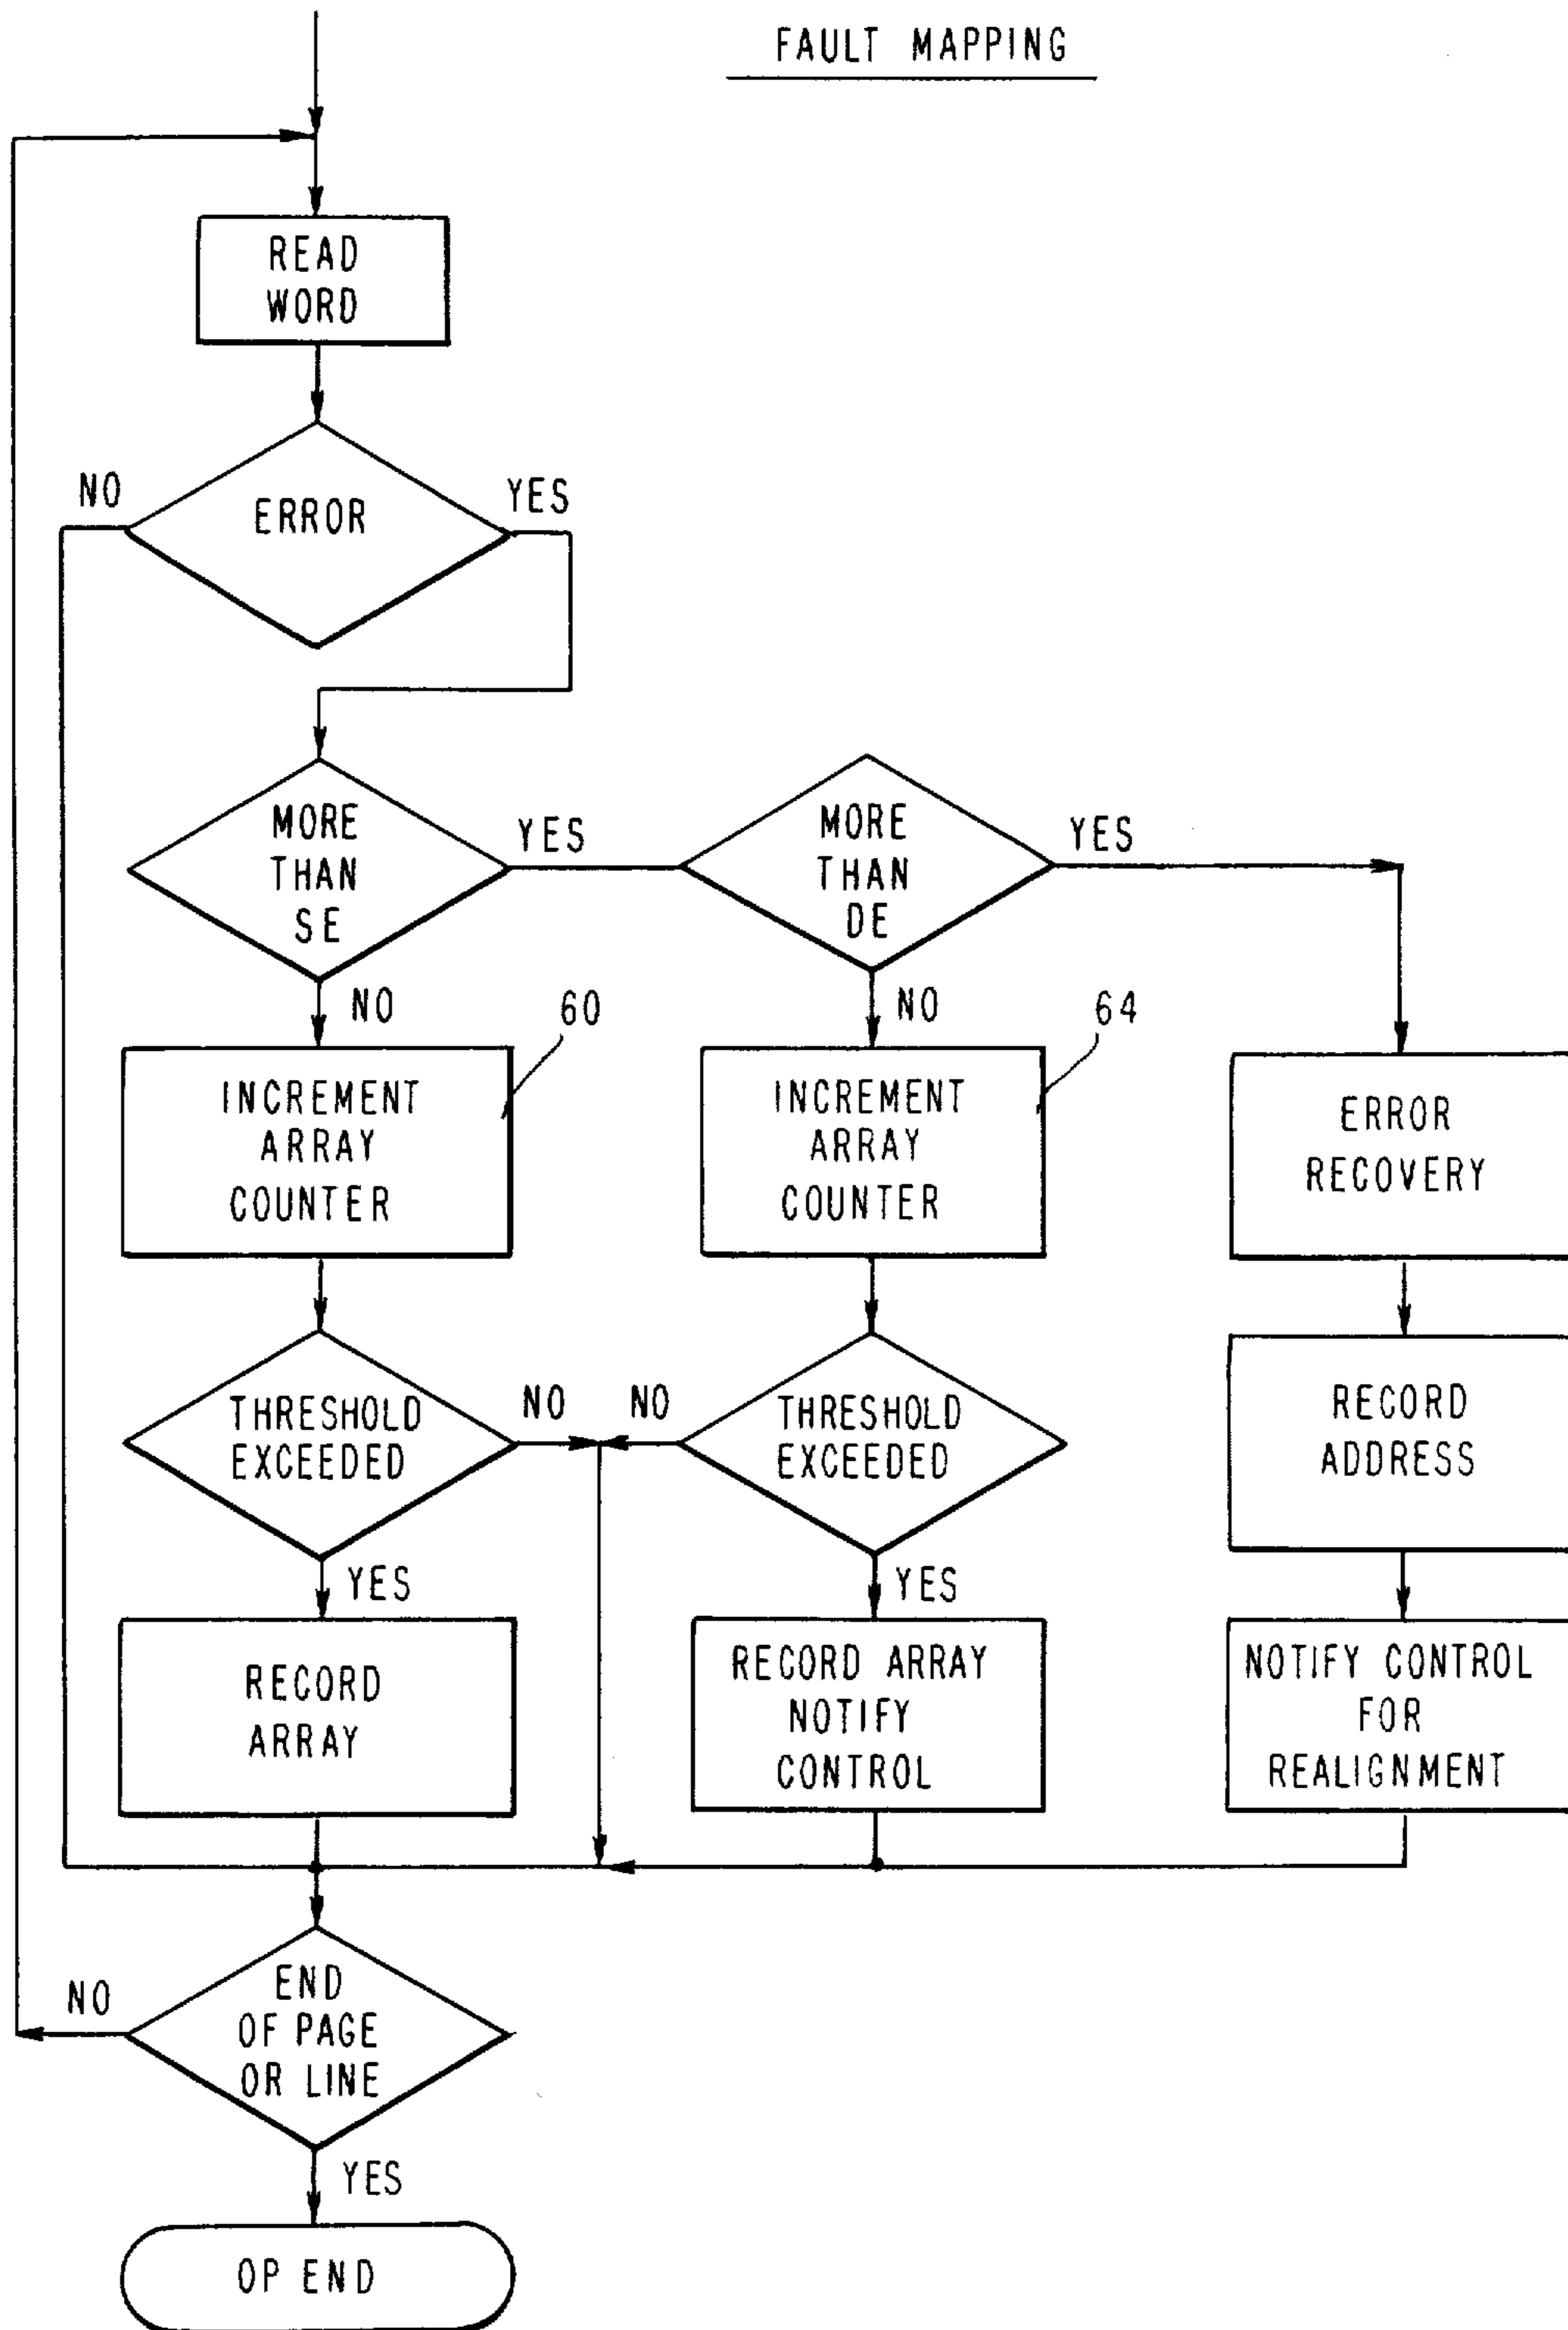 FAULT MAPPING
READ
WORD
NO
ERROR
YES
MORE
THAN
SE
YES
MORE
THAN
DE
YES
NO
60
NO
64
INCREMENT
ARRAY
COUNTER
INCREMENT
ARRAY
COUNTER
ERROR
RECOVERY
THRESHOLD
EXCEEDED
NO
NO
THRESHOLD
EXCEEDED
RECORD
ADDRESS
YES
YES
RECORD
ARRAY
RECORD ARRAY
NOTIFY
CONTROL
NOTIFY CONTROL
FOR
REALIGNMENT
NO
END
OF PAGE
OR LINE
YES
OP END